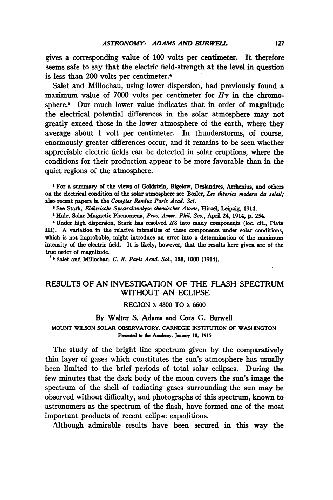 ASTRONOMY: ADAMS AND BURWELL 127
gives a corresponding value of 100 volts per centimeter. It therefore
seems safe to say that the electric field-strength at the level in question
is less than 200 volts per centimeter.⁴
Salet and Millochau, using lower dispersion, had previously found a
maximum value of 7000 volts per centimeter for Hγ in the chromo-
sphere.⁵ Our much lower value indicates that in order of magnitude
the electrical potential differences in the solar atmosphere may not
greatly exceed those in the lower atmosphere of the earth, where they
average about 1 volt per centimeter. In thunderstorms, of course,
enormously greater differences occur, and it remains to be seen whether
appreciable electric fields can be detected in solar eruptions, where the
conditions for their production appear to be more favorable than in the
quiet regions of the atmosphere.
¹ For a summary of the views of Goldstein, Bigelow, Deslandres, Arrhenius, and others
on the electrical condition of the solar atmosphere see Bosler, Les théories modernes du soleil;
also recent papers in the Comptes Rendus Paris Acad. Sci.
² See Stark, Elektrische Spektralanalyse chemischer Atome, Hirzel, Leipzig, 1914.
³ Hale, Solar Magnetic Phenomena, Proc. Amer. Phil. Soc., April 24, 1914, p. 254.
⁴ Under high dispersion, Stark has resolved Hδ into many components (loc. cit., Plate
III). A variation in the relative intensities of these components under solar conditions,
which is not improbable, might introduce an error into a determination of the maximum
intensity of the electric field. It is likely, however, that the results here given are of the
true order of magnitude.
⁵ Salet and Millochau, C. R. Paris Acad. Sci., 158, 1000 (1914).
RESULTS OF AN INVESTIGATION OF THE FLASH SPECTRUM
WITHOUT AN ECLIPSE
REGION λ 4800 TO λ 6600
By Walter S. Adams and Cora G. Burwell
MOUNT WILSON SOLAR OBSERVATORY, CARNEGIE INSTITUTION OF WASHINGTON
Presented to the Academy, January 18, 1915
The study of the bright line spectrum given by the comparatively
thin layer of gases which constitutes the sun's atmosphere has usually
been limited to the brief periods of total solar eclipses. During the
few minutes that the dark body of the moon covers the sun's image the
spectrum of the shell of radiating gases surrounding the sun may be
observed without difficulty, and photographs of this spectrum, known to
astronomers as the spectrum of the flash, have formed one of the most
important products of recent eclipse expeditions.
Although admirable results have been secured in this way the